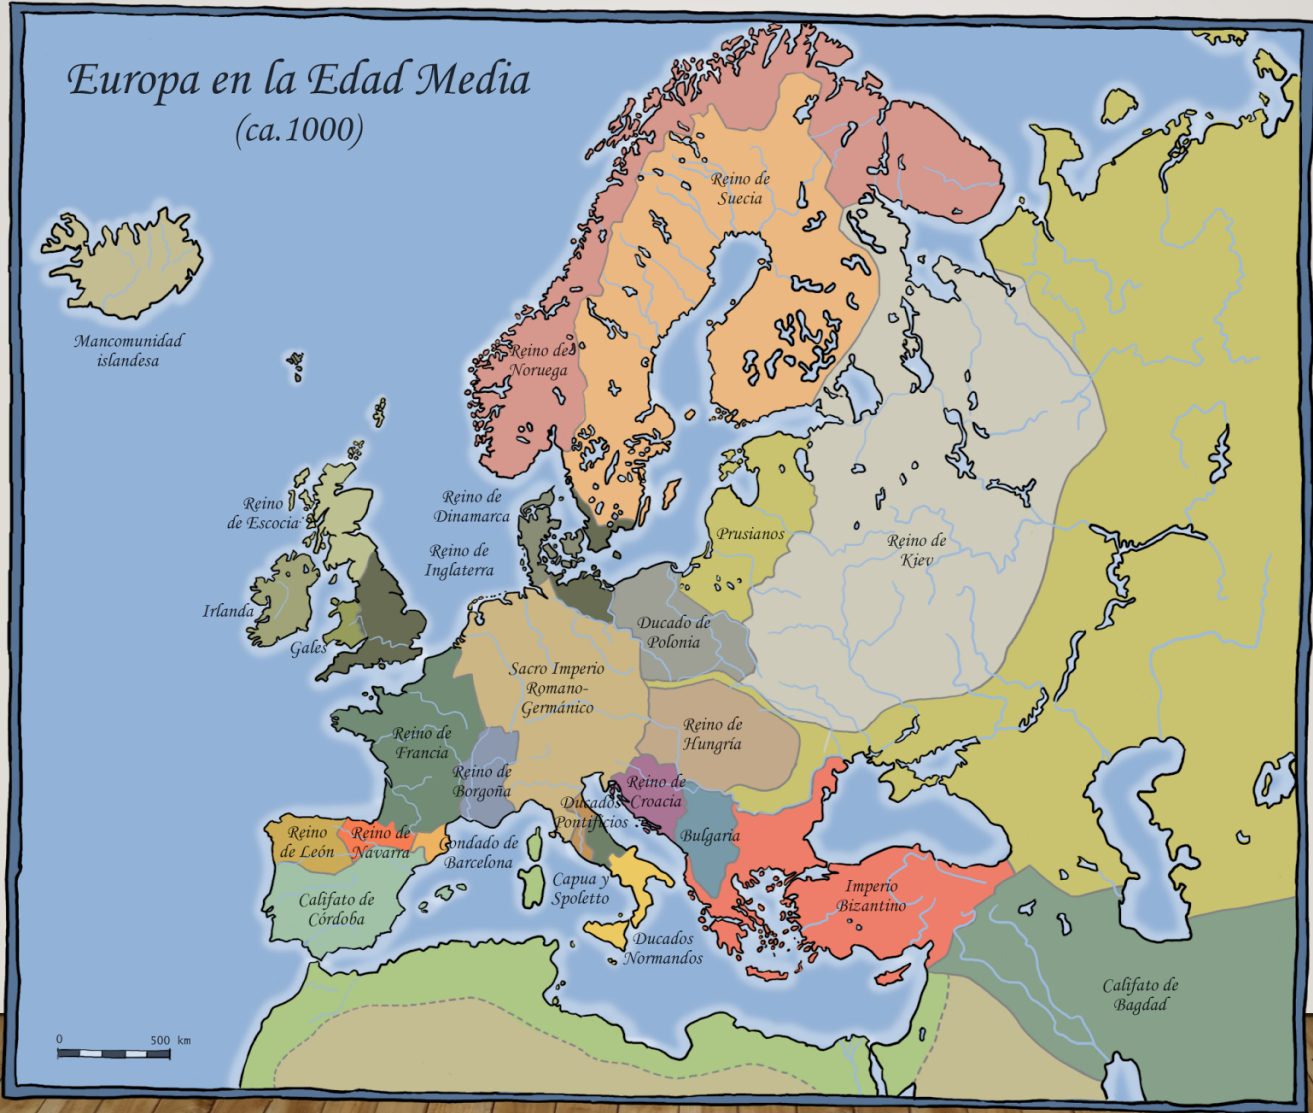 Europa en la Edad Media
(ca.1000)
Reino de
Suecia
Mancomunidad
islandesa
Reino de
Noruega
Reino
de Escocia
Reino de
Dinamarca
Reino de
Inglaterra
Prusianos
Reino de
Kiev
Irlanda
Gales
Ducado de
Polonia
Sacro Imperio
Romano-
Germánico
Reino de
Francia
Reino de
Hungría
Reino de
Borgoña
Reino de
Croacia
Ducados
Pontificios
Reino
de León
Reino de
Navarra
Condado de
Barcelona
Bulgaria
Capua y
Spoletto
Califato de
Córdoba
Imperio
Bizantino
Ducados
Normandos
Califato de
Bagdad
0 500 km